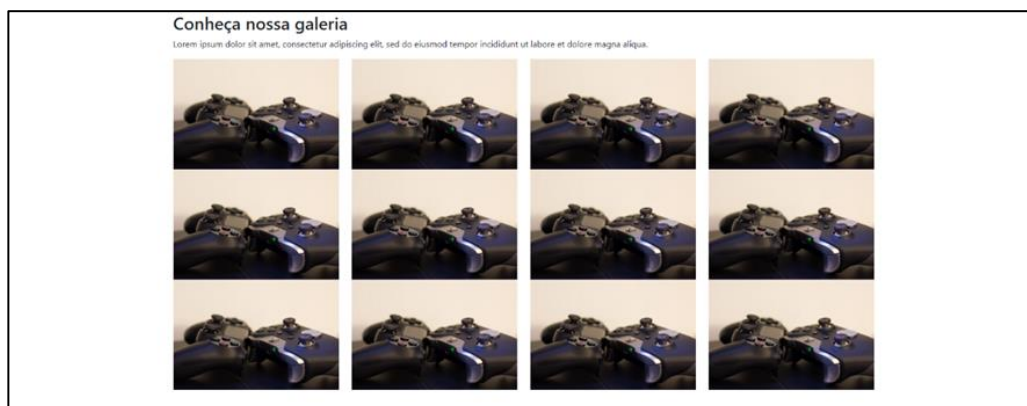 Conheça nossa galeria
Lorem ipsum dolor sit amet, consectetur adipiscing elit, sed do eiusmod tempor incididunt ut labore et dolore magna aliqua.